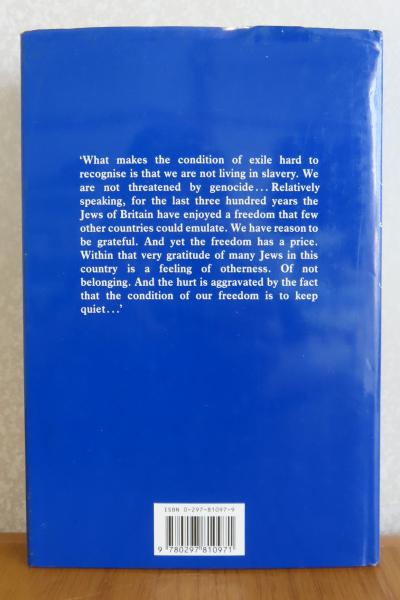 ‘What makes the condition of exile hard to
recognise is that we are not living in slavery. We
are not threatened by genocide... Relatively
speaking, for the last three hundred years the
Jews of Britain have enjoyed a freedom that few
other countries could emulate. We have reason to
be grateful. And yet the freedom has a price.
Within that very gratitude of many Jews in this
country is a feeling of otherness. Of not
belonging. And the hurt is aggravated by the fact
that the condition of our freedom is to keep
quiet...’
ISBN 0-297-81097-9
9 780297 810971